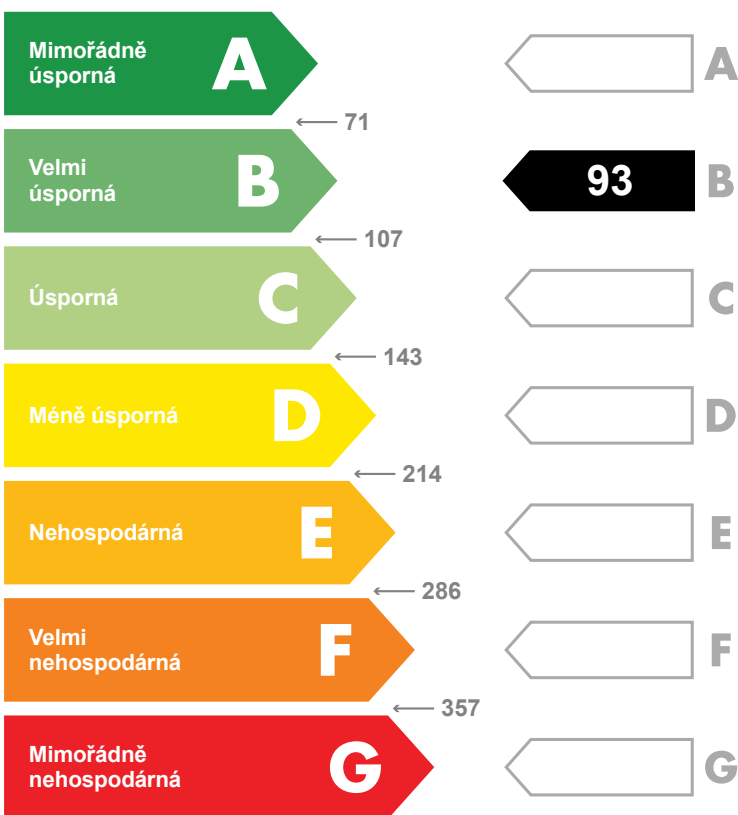 Mimořádně
úsporná
A
A
← 71
Velmi
úsporná
B
93
B
← 107
Úsporná
C
C
← 143
Méně úsporná
D
D
← 214
Nehospodárná
E
E
← 286
Velmi
nehospodárná
F
F
← 357
Mimořádně
nehospodárná
G
G